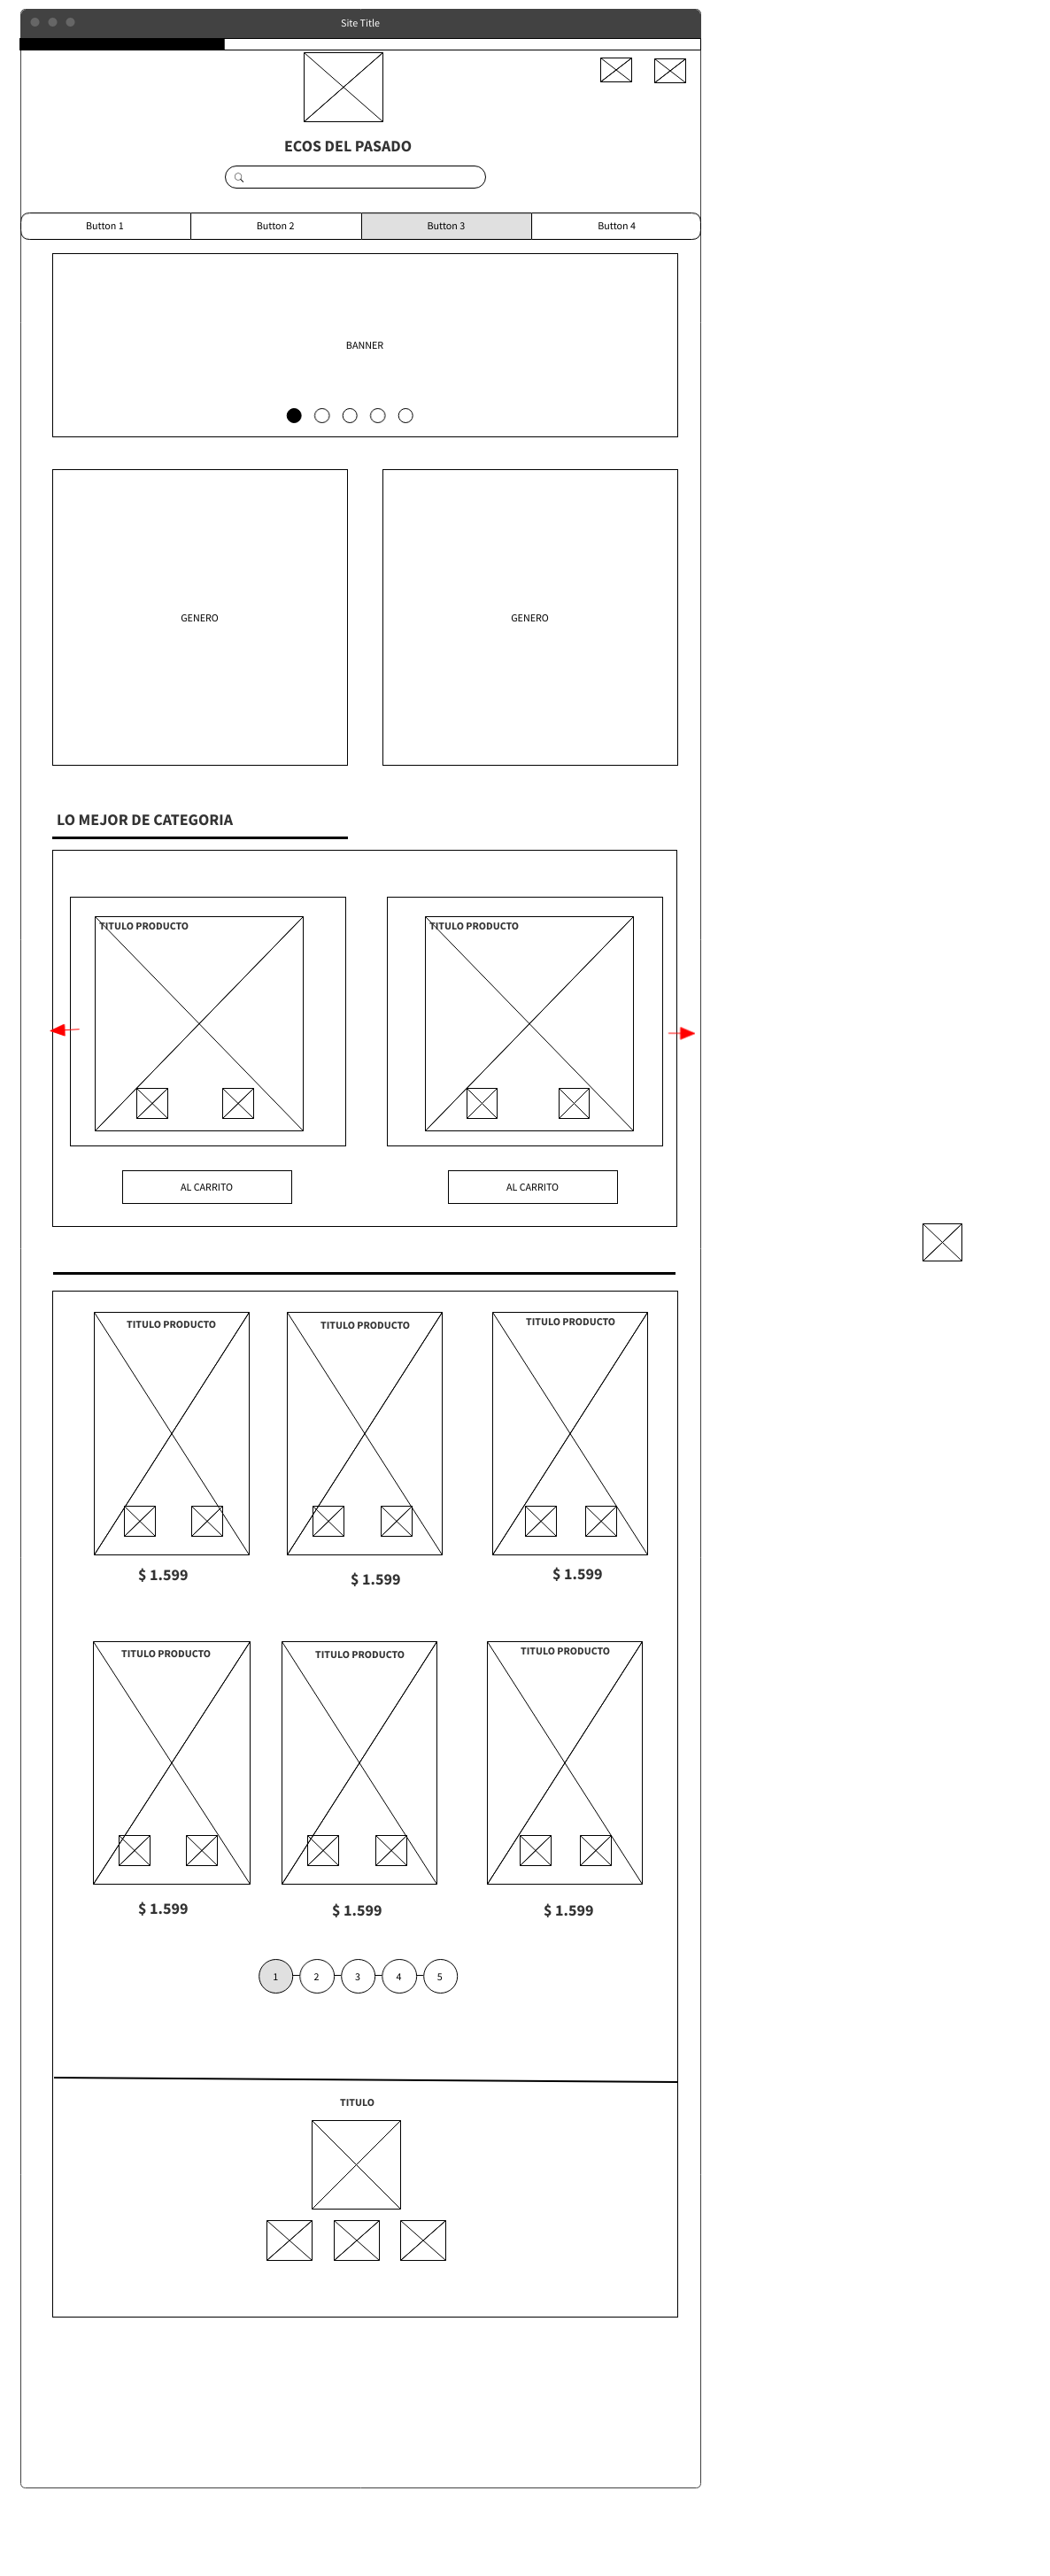 Site Title
ECOS DEL PASADO
Button 1
Button 2
Button 3
Button 4
BANNER
GENERO
GENERO
LO MEJOR DE CATEGORIA
TITULO PRODUCTO
TITULO PRODUCTO
AL CARRITO
AL CARRITO
TITULO PRODUCTO
TITULO PRODUCTO
TITULO PRODUCTO
$ 1.599
$ 1.599
$ 1.599
TITULO PRODUCTO
TITULO PRODUCTO
TITULO PRODUCTO
$ 1.599
$ 1.599
$ 1.599
1
2
3
4
5
TITULO